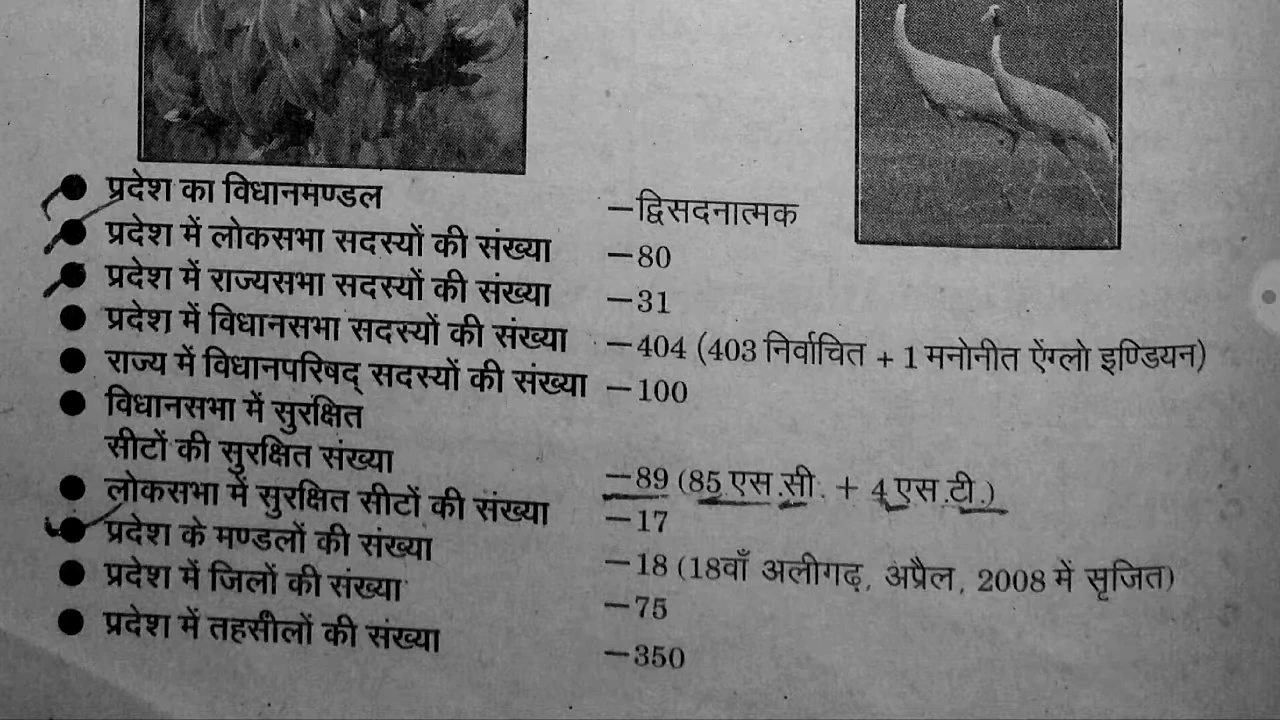 ● प्रदेश का विधानमण्डल –द्विसदनात्मक
● प्रदेश में लोकसभा सदस्यों की संख्या –80
● प्रदेश में राज्यसभा सदस्यों की संख्या –31
● प्रदेश में विधानसभा सदस्यों की संख्या –404 (403 निर्वाचित + 1 मनोनीत ऐंग्लो इण्डियन)
● राज्य में विधानपरिषद् सदस्यों की संख्या –100
● विधानसभा में सुरक्षित
सीटों की सुरक्षित संख्या –89 (85 एस.सी. + 4 एस.टी.)
● लोकसभा में सुरक्षित सीटों की संख्या –17
● प्रदेश के मण्डलों की संख्या –18 (18वाँ अलीगढ़, अप्रैल, 2008 में सृजित)
● प्रदेश में जिलों की संख्या –75
● प्रदेश में तहसीलों की संख्या –350